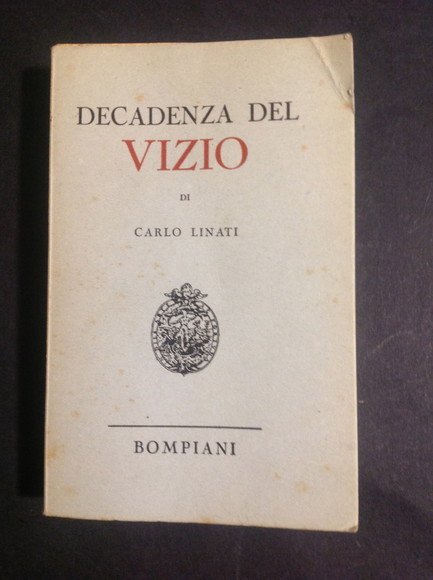 DECADENZA DEL
VIZIO
DI
CARLO LINATI
BOMPIANI